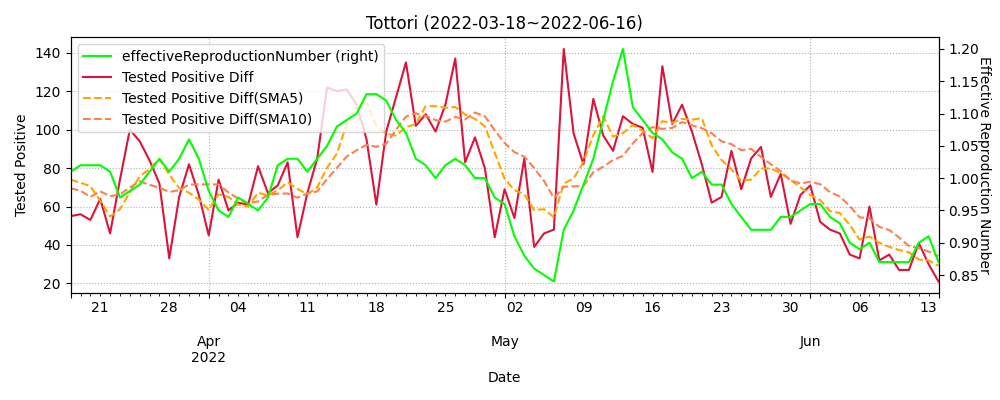 Tottori (2022-03-18~2022-06-16)
effectiveReproductionNumber (right)
Tested Positive Diff
Tested Positive Diff(SMA5)
Tested Positive Diff(SMA10)
Tested Positive
140
120
100
80
60
40
20
1.20
1.15
1.10
1.05
1.00
0.95
0.90
0.85
Effective Reproduction Number
21 28 04 11 18 25 02 09 16 23 30 06 13
Apr May Jun
2022
Date